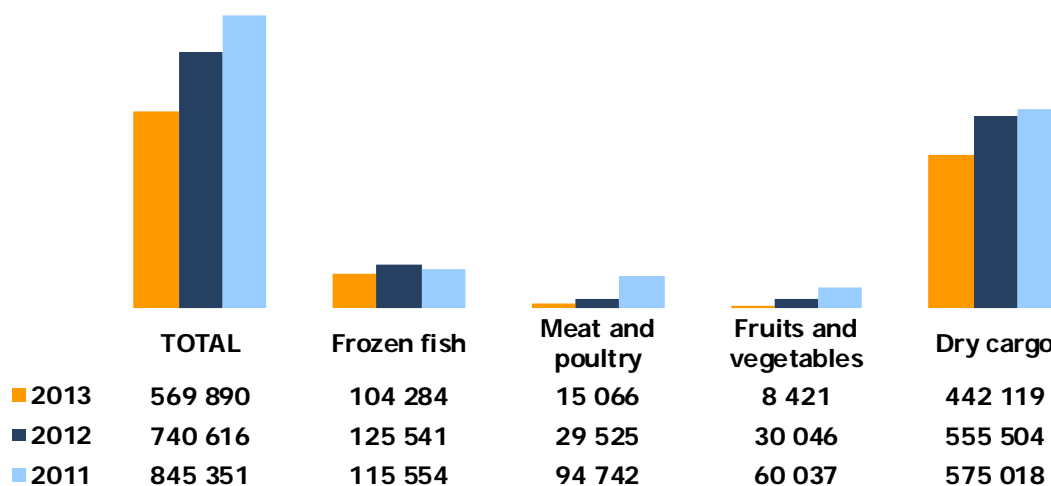 TOTAL Frozen fish Meat and poultry Fruits and vegetables Dry cargo
2013 569 890 104 284 15 066 8 421 442 119
2012 740 616 125 541 29 525 30 046 555 504
2011 845 351 115 554 94 742 60 037 575 018